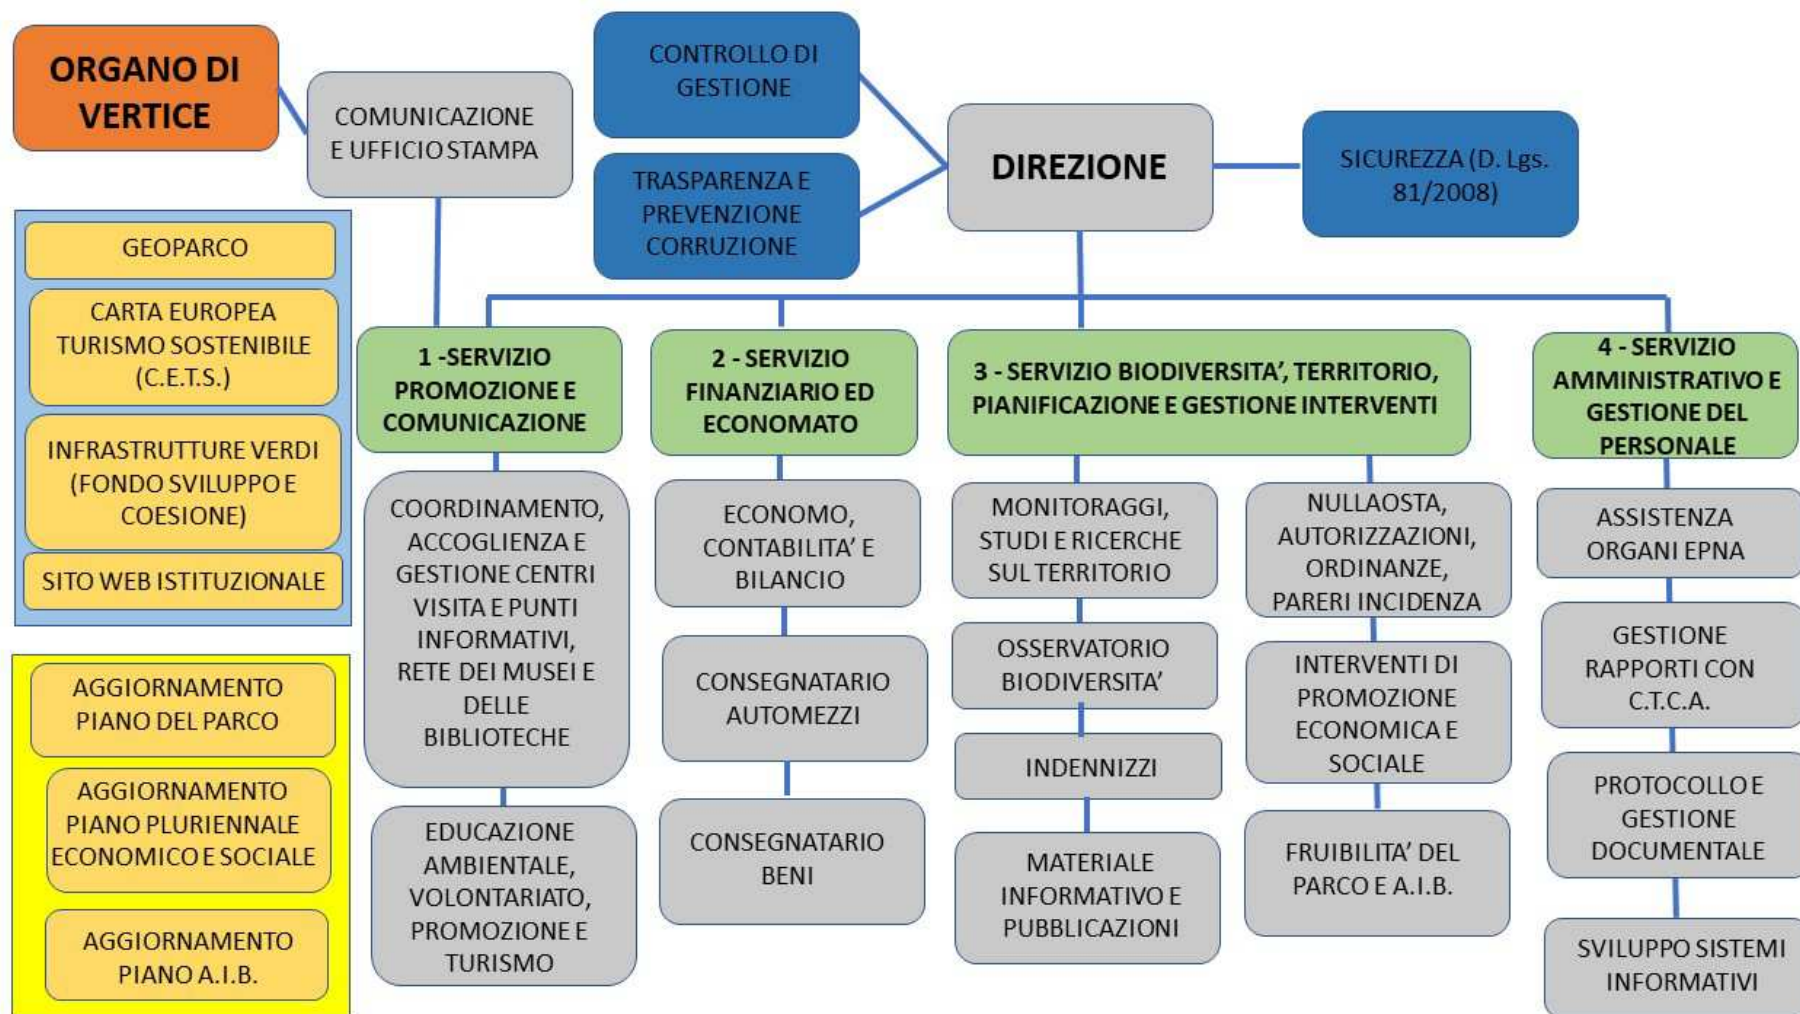 ORGANO DI
VERTICE
COMUNICAZIONE
E UFFICIO STAMPA
CONTROLLO DI
GESTIONE
TRASPARENZA E
PREVENZIONE
CORRUZIONE
DIREZIONE
SICUREZZA (D. Lgs.
81/2008)
GEOPARCO
CARTA EUROPEA
TURISMO SOSTENIBILE
(C.E.T.S.)
INFRASTRUTTURE VERDI
(FONDO SVILUPPO E
COESIONE)
SITO WEB ISTITUZIONALE
AGGIORNAMENTO
PIANO DEL PARCO
AGGIORNAMENTO
PIANO PLURIENNALE
ECONOMICO E SOCIALE
AGGIORNAMENTO
PIANO A.I.B.
1 -SERVIZIO
PROMOZIONE E
COMUNICAZIONE
COORDINAMENTO,
ACCOGLIENZA E
GESTIONE CENTRI
VISITA E PUNTI
INFORMATIVI,
RETE DEI MUSEI E
DELLE
BIBLIOTECHE
EDUCAZIONE
AMBIENTALE,
VOLONTARIATO,
PROMOZIONE E
TURISMO
2 - SERVIZIO
FINANZIARIO ED
ECONOMATO
ECONOMO,
CONTABILITA' E
BILANCIO
CONSEGNATARIO
AUTOMEZZI
CONSEGNATARIO
BENI
3 - SERVIZIO BIODIVERSITA', TERRITORIO,
PIANIFICAZIONE E GESTIONE INTERVENTI
MONITORAGGI,
STUDI E RICERCHE
SUL TERRITORIO
OSSERVATORIO
BIODIVERSITA'
INDENNIZZI
MATERIALE
INFORMATIVO E
PUBBLICAZIONI
NULLAOSTA,
AUTORIZZAZIONI,
ORDINANZE,
PARERI INCIDENZA
INTERVENTI DI
PROMOZIONE
ECONOMICA E
SOCIALE
FRUIBILITA' DEL
PARCO E A.I.B.
4 - SERVIZIO
AMMINISTRATIVO E
GESTIONE DEL
PERSONALE
ASSISTENZA
ORGANI EPNA
GESTIONE
RAPPORTI CON
C.T.C.A.
PROTOCOLLO E
GESTIONE
DOCUMENTALE
SVILUPPO SISTEMI
INFORMATIVI